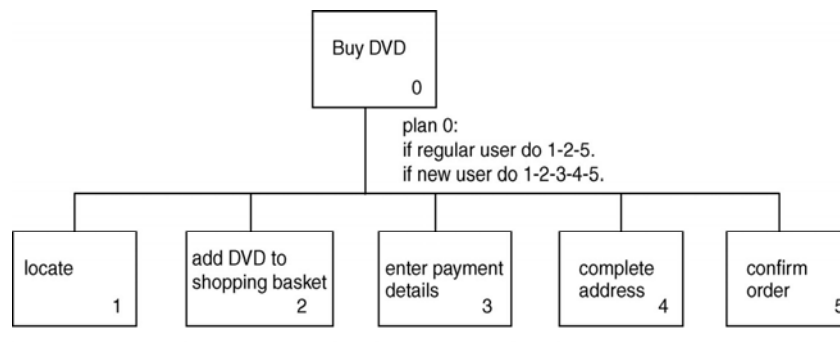 Buy DVD
0
plan 0:
if regular user do 1-2-5.
if new user do 1-2-3-4-5.
locate
1
add DVD to
shopping basket
2
enter payment
details
3
complete
address
4
confirm
order
5